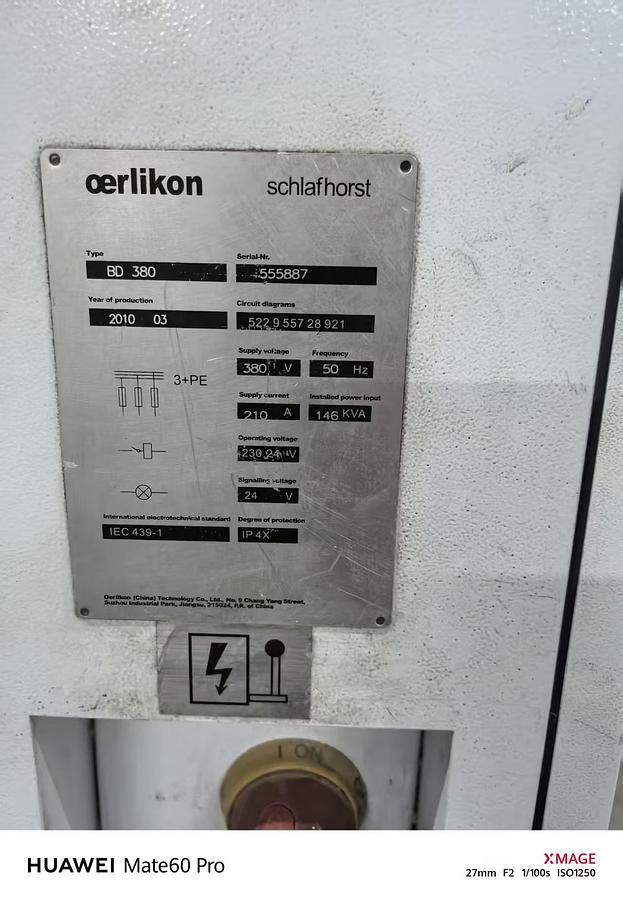 œrlikon schlafhorst
Type Serial-Nr.
BD 380 555887
Year of production Circuit diagrams
2010 03 522 9 557 28 921
Supply voltage Frequency
380 V 50 Hz
3+PE
Supply current Installed power input
210 A 146 KVA
Operating voltage
230 24 V
Signalling voltage
24 V
International electrotechnical standard Degree of protection
IEC 439-1 IP 4X
Oerlikon (China) Technology Co., Ltd., No. 9 Chang Yang Street,
Suzhou Industrial Park, Jiangsu, 215024, P.R. of China
I ON
HUAWEI Mate60 Pro
XMAGE
27mm F2 1/100s ISO1250